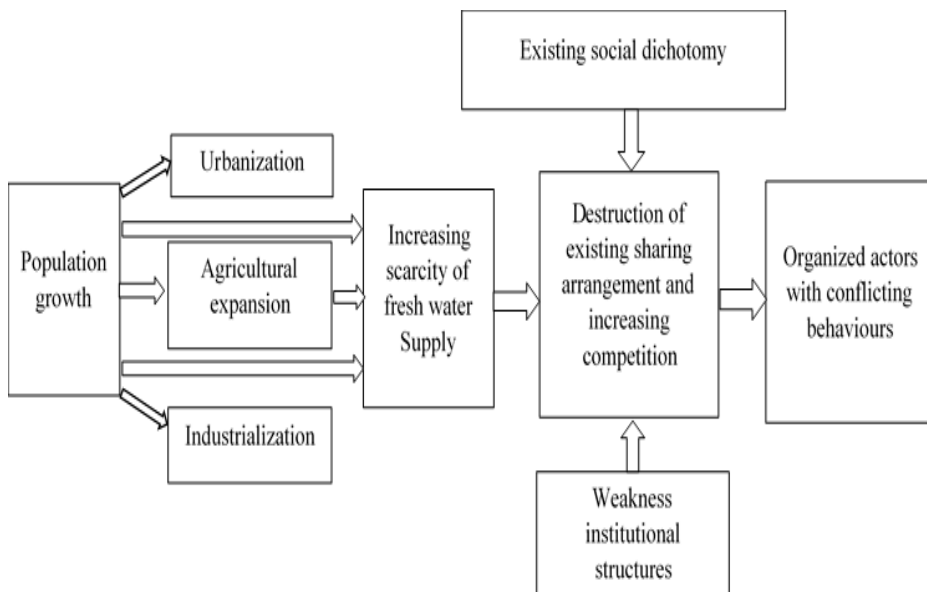 Existing social dichotomy
Urbanization
Population
growth
Agricultural
expansion
Industrialization
Increasing
scarcity of
fresh water
Supply
Destruction of
existing sharing
arrangement and
increasing
competition
Organized actors
with conflicting
behaviours
Weakness
institutional
structures